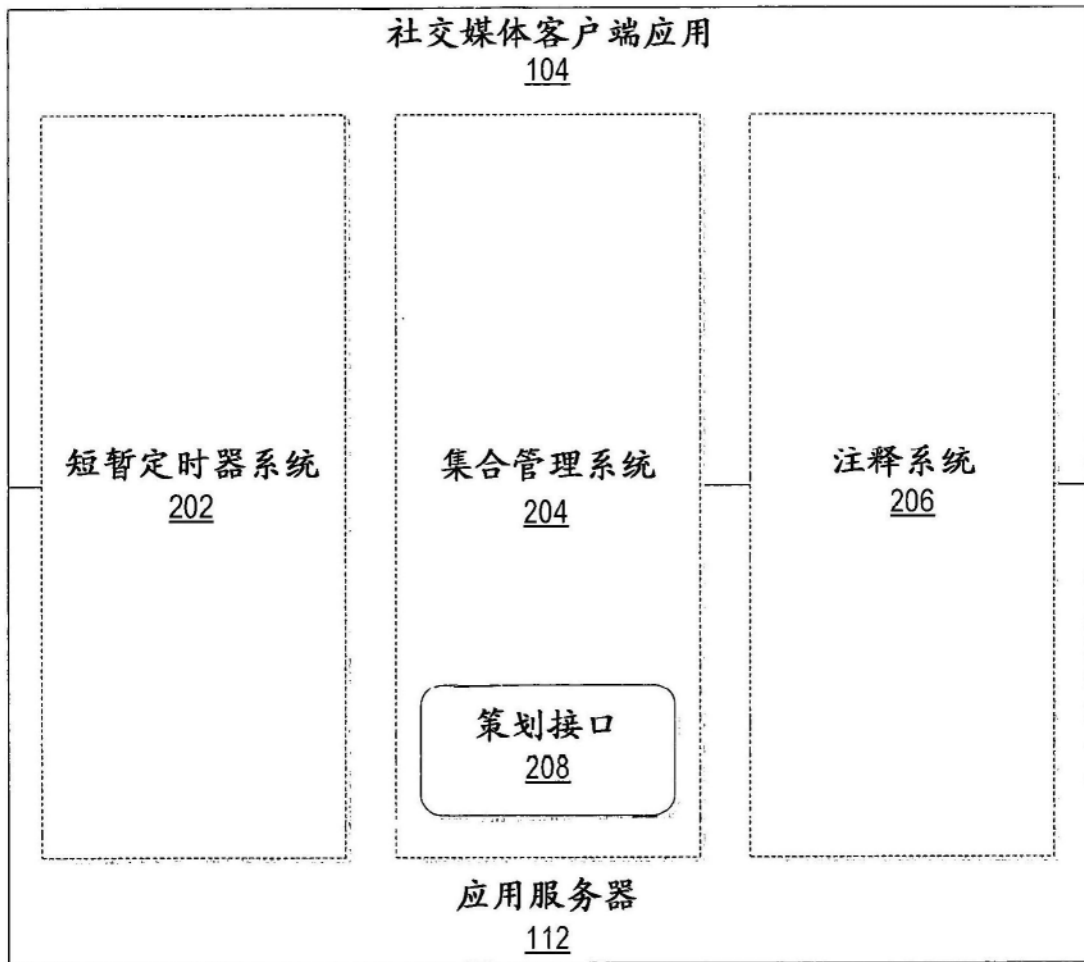 社交媒体客户端应用
104
短暂定时器系统
202
集合管理系统
204
注释系统
206
策划接口
208
应用服务器
112